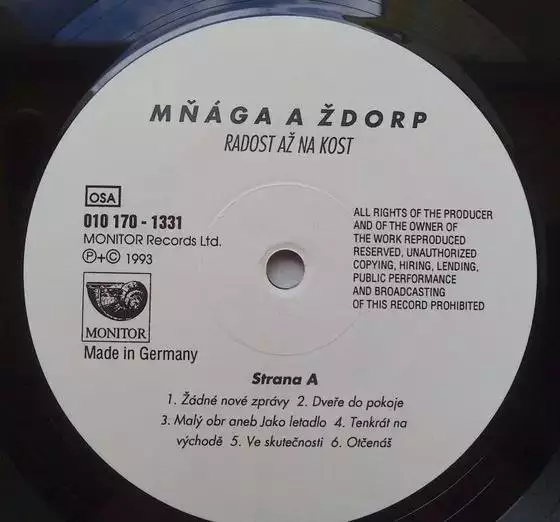 MŇÁGA A ŽDORP
RADOST AŽ NA KOST
OSA
010 170 - 1331
MONITOR Records Ltd.
Ⓟ+© 1993
MONITOR
Made in Germany
ALL RIGHTS OF THE PRODUCER
AND OF THE OWNER OF
THE WORK REPRODUCED
RESERVED, UNAUTHORIZED
COPYING, HIRING, LENDING,
PUBLIC PERFORMANCE
AND BROADCASTING
OF THIS RECORD PROHIBITED
Strana A
1. Žádné nové zprávy 2. Dveře do pokoje
3. Malý obr aneb Jako letadlo 4. Tenkrát na
východě 5. Ve skutečnosti 6. Otčenáš